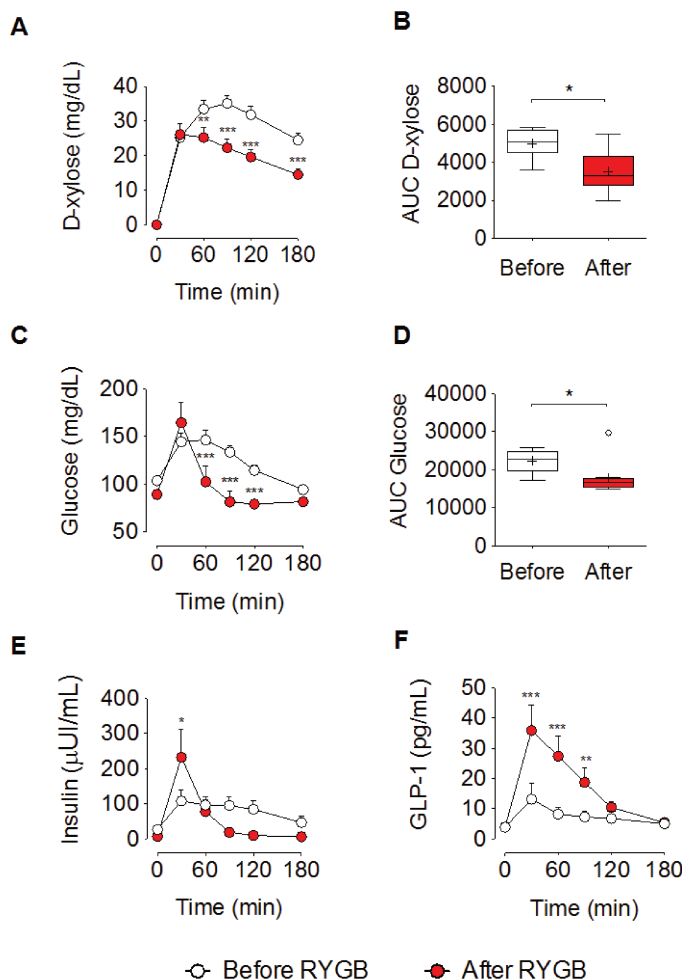 A
D-xylose (mg/dL)
40
30
20
10
0
**
***
***
***
0 60 120 180
Time (min)
B
AUC D-xylose
8000
6000
4000
2000
0
*
Before After
C
Glucose (mg/dL)
200
150
100
50
***
***
***
0 60 120 180
Time (min)
D
AUC Glucose
40000
30000
20000
10000
0
*
Before After
E
Insulin (µUI/mL)
400
300
200
100
0
*
0 60 120 180
Time (min)
F
GLP-1 (pg/mL)
50
40
30
20
10
0
***
***
**
0 60 120 180
Time (min)
Before RYGB After RYGB